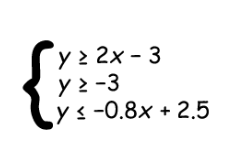 y ≥ 2x - 3
y ≥ -3
y ≤ -0.8x + 2.5